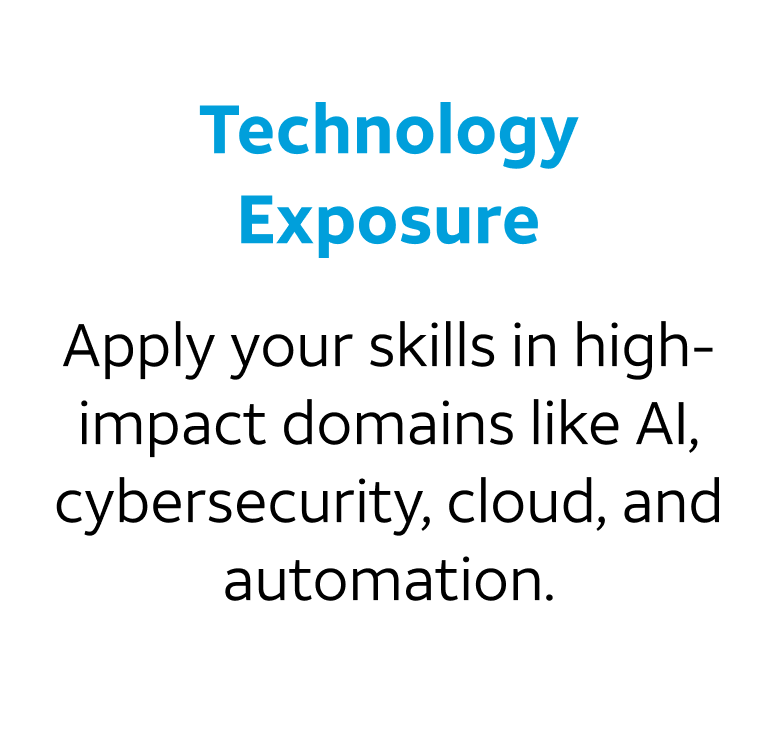 Technology
Exposure
Apply your skills in high-
impact domains like AI,
cybersecurity, cloud, and
automation.